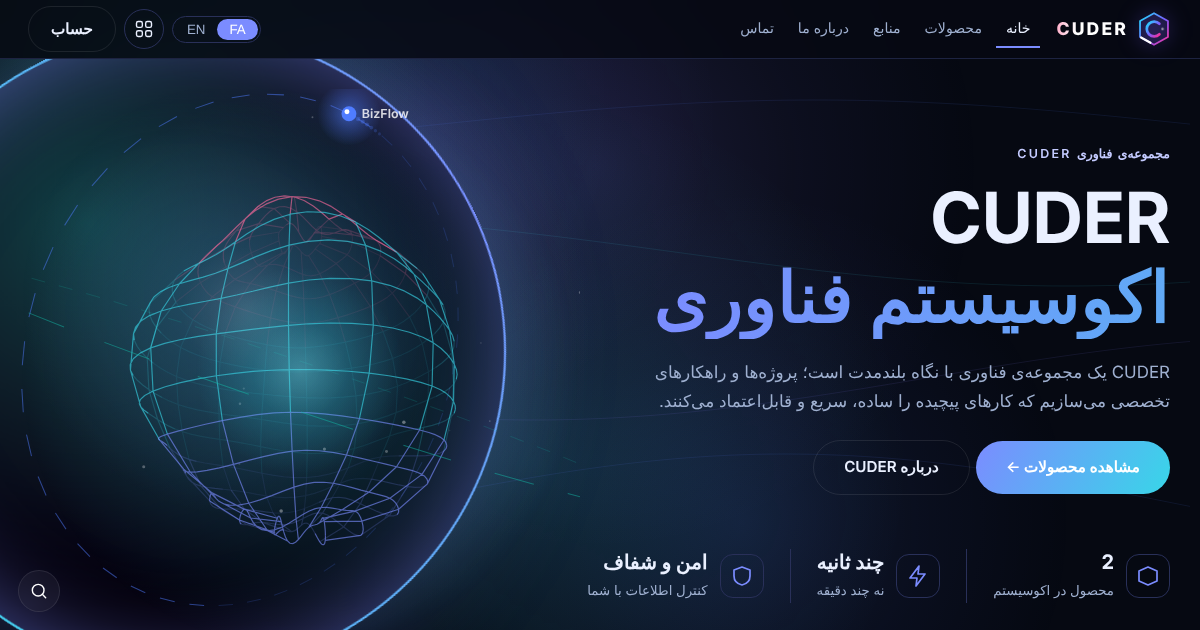 CUDER
خانه
محصولات
منابع
درباره ما
تماس
FA
EN
حساب
BizFlow
مجموعه‌ی فناوری CUDER
CUDER
اکوسیستم فناوری
CUDER یک مجموعه‌ی فناوری با نگاه بلندمدت است؛ پروژه‌ها و راهکارهای
تخصصی می‌سازیم که کارهای پیچیده را ساده، سریع و قابل‌اعتماد می‌کنند.
مشاهده محصولات ←
درباره CUDER
2
محصول در اکوسیستم
چند ثانیه
نه چند دقیقه
امن و شفاف
کنترل اطلاعات با شما